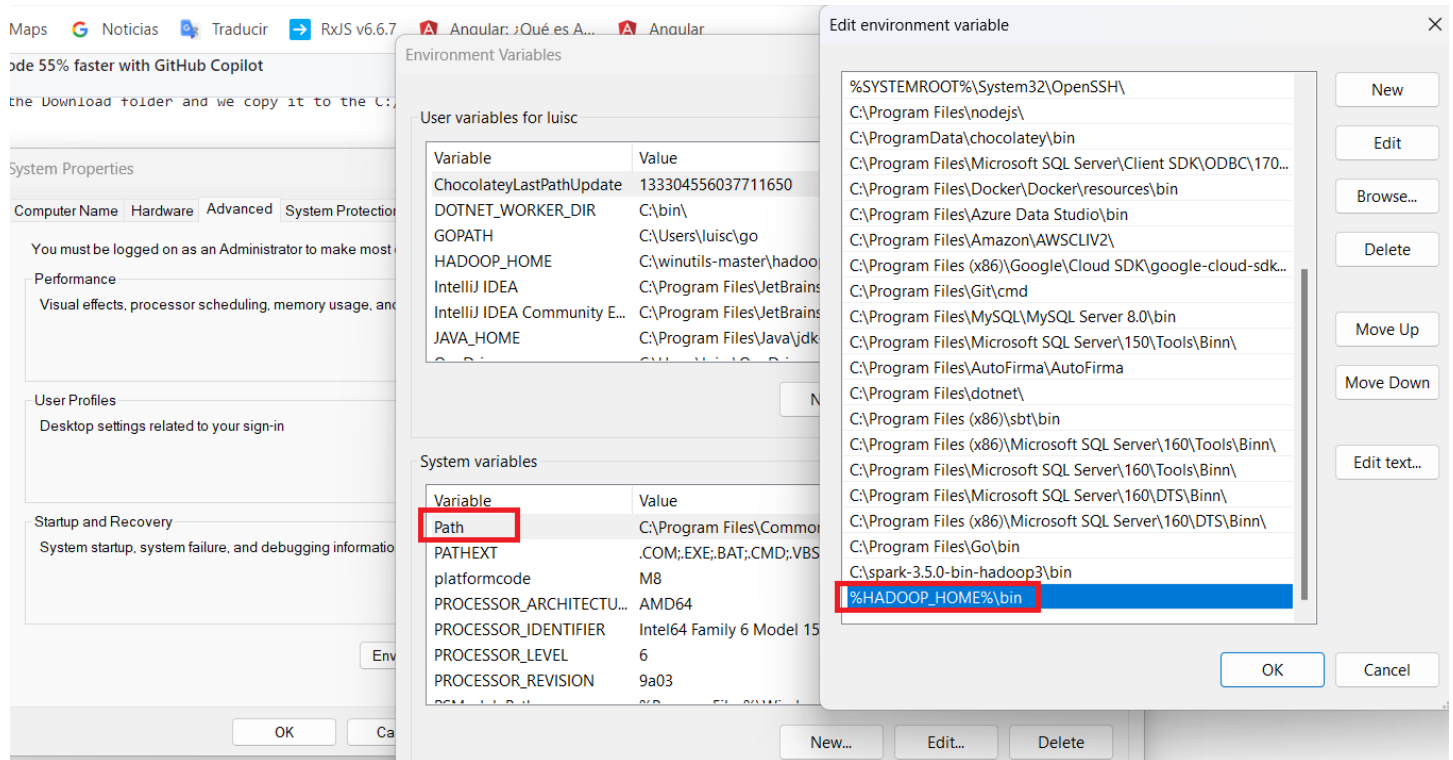 Maps Noticias Traducir RxJS v6.6.7 Angular: ¿Qué es A... Angular
ode 55% faster with GitHub Copilot
the Download folder and we copy it to the C:/
System Properties
Computer Name Hardware Advanced System Protection
You must be logged on as an Administrator to make most
Performance
Visual effects, processor scheduling, memory usage, and
User Profiles
Desktop settings related to your sign-in
Startup and Recovery
System startup, system failure, and debugging informatio
Env
OK Ca
Environment Variables
User variables for luisc
Variable Value
ChocolateyLastPathUpdate 133304556037711650
DOTNET_WORKER_DIR C:\bin\
GOPATH C:\Users\luisc\go
HADOOP_HOME C:\winutils-master\hadoop
IntelliJ IDEA C:\Program Files\JetBrains
IntelliJ IDEA Community E... C:\Program Files\JetBrains
JAVA_HOME C:\Program Files\Java\jdk
N
System variables
Variable Value
Path C:\Program Files\Common
PATHEXT .COM;.EXE;.BAT;.CMD;.VBS
platformcode M8
PROCESSOR_ARCHITECTU... AMD64
PROCESSOR_IDENTIFIER Intel64 Family 6 Model 15
PROCESSOR_LEVEL 6
PROCESSOR_REVISION 9a03
New... Edit... Delete
Edit environment variable
%SYSTEMROOT%\System32\OpenSSH\
C:\Program Files\nodejs\
C:\ProgramData\chocolatey\bin
C:\Program Files\Microsoft SQL Server\Client SDK\ODBC\170...
C:\Program Files\Docker\Docker\resources\bin
C:\Program Files\Azure Data Studio\bin
C:\Program Files\Amazon\AWSCLIV2\
C:\Program Files (x86)\Google\Cloud SDK\google-cloud-sdk...
C:\Program Files\Git\cmd
C:\Program Files\MySQL\MySQL Server 8.0\bin
C:\Program Files\Microsoft SQL Server\150\Tools\Binn\
C:\Program Files\AutoFirma\AutoFirma
C:\Program Files\dotnet\
C:\Program Files (x86)\sbt\bin
C:\Program Files (x86)\Microsoft SQL Server\160\Tools\Binn\
C:\Program Files\Microsoft SQL Server\160\Tools\Binn\
C:\Program Files\Microsoft SQL Server\160\DTS\Binn\
C:\Program Files (x86)\Microsoft SQL Server\160\DTS\Binn\
C:\Program Files\Go\bin
C:\spark-3.5.0-bin-hadoop3\bin
%HADOOP_HOME%\bin
New
Edit
Browse...
Delete
Move Up
Move Down
Edit text...
OK Cancel